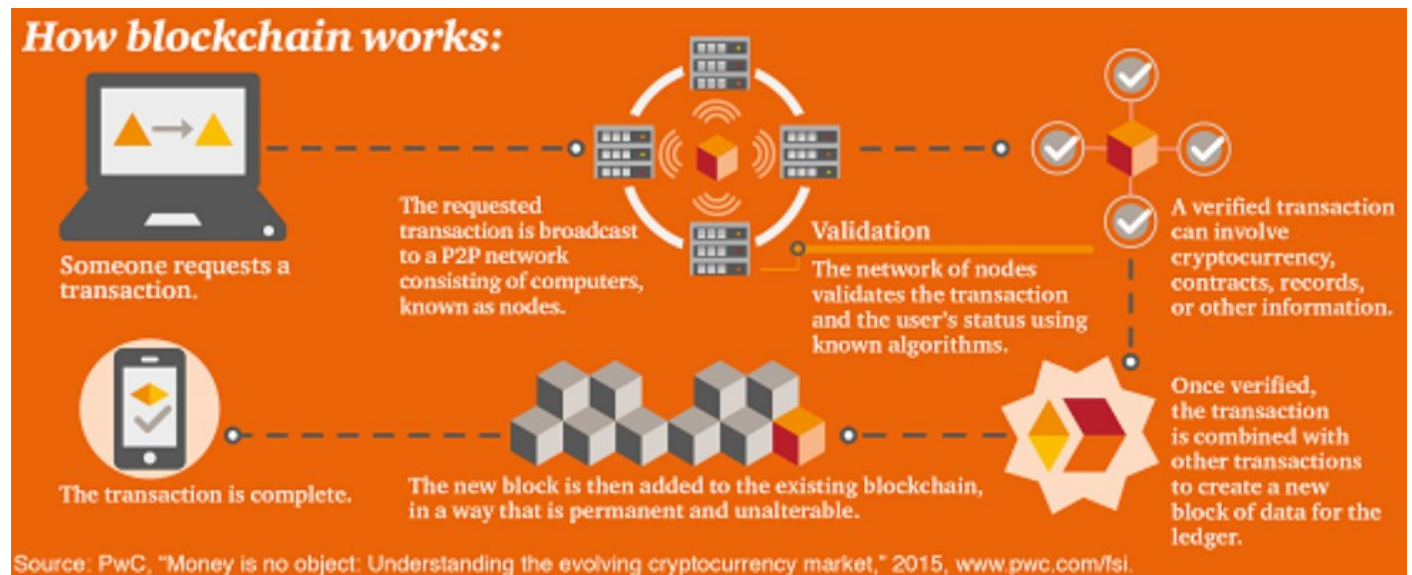 How blockchain works:
Someone requests a
transaction.
The requested
transaction is broadcast
to a P2P network
consisting of computers,
known as nodes.
Validation
The network of nodes
validates the transaction
and the user's status using
known algorithms.
A verified transaction
can involve
cryptocurrency,
contracts, records,
or other information.
Once verified,
the transaction
is combined with
other transactions
to create a new
block of data for the
ledger.
The new block is then added to the existing blockchain,
in a way that is permanent and unalterable.
The transaction is complete.
Source: PwC, "Money is no object: Understanding the evolving cryptocurrency market," 2015, www.pwc.com/fsi.